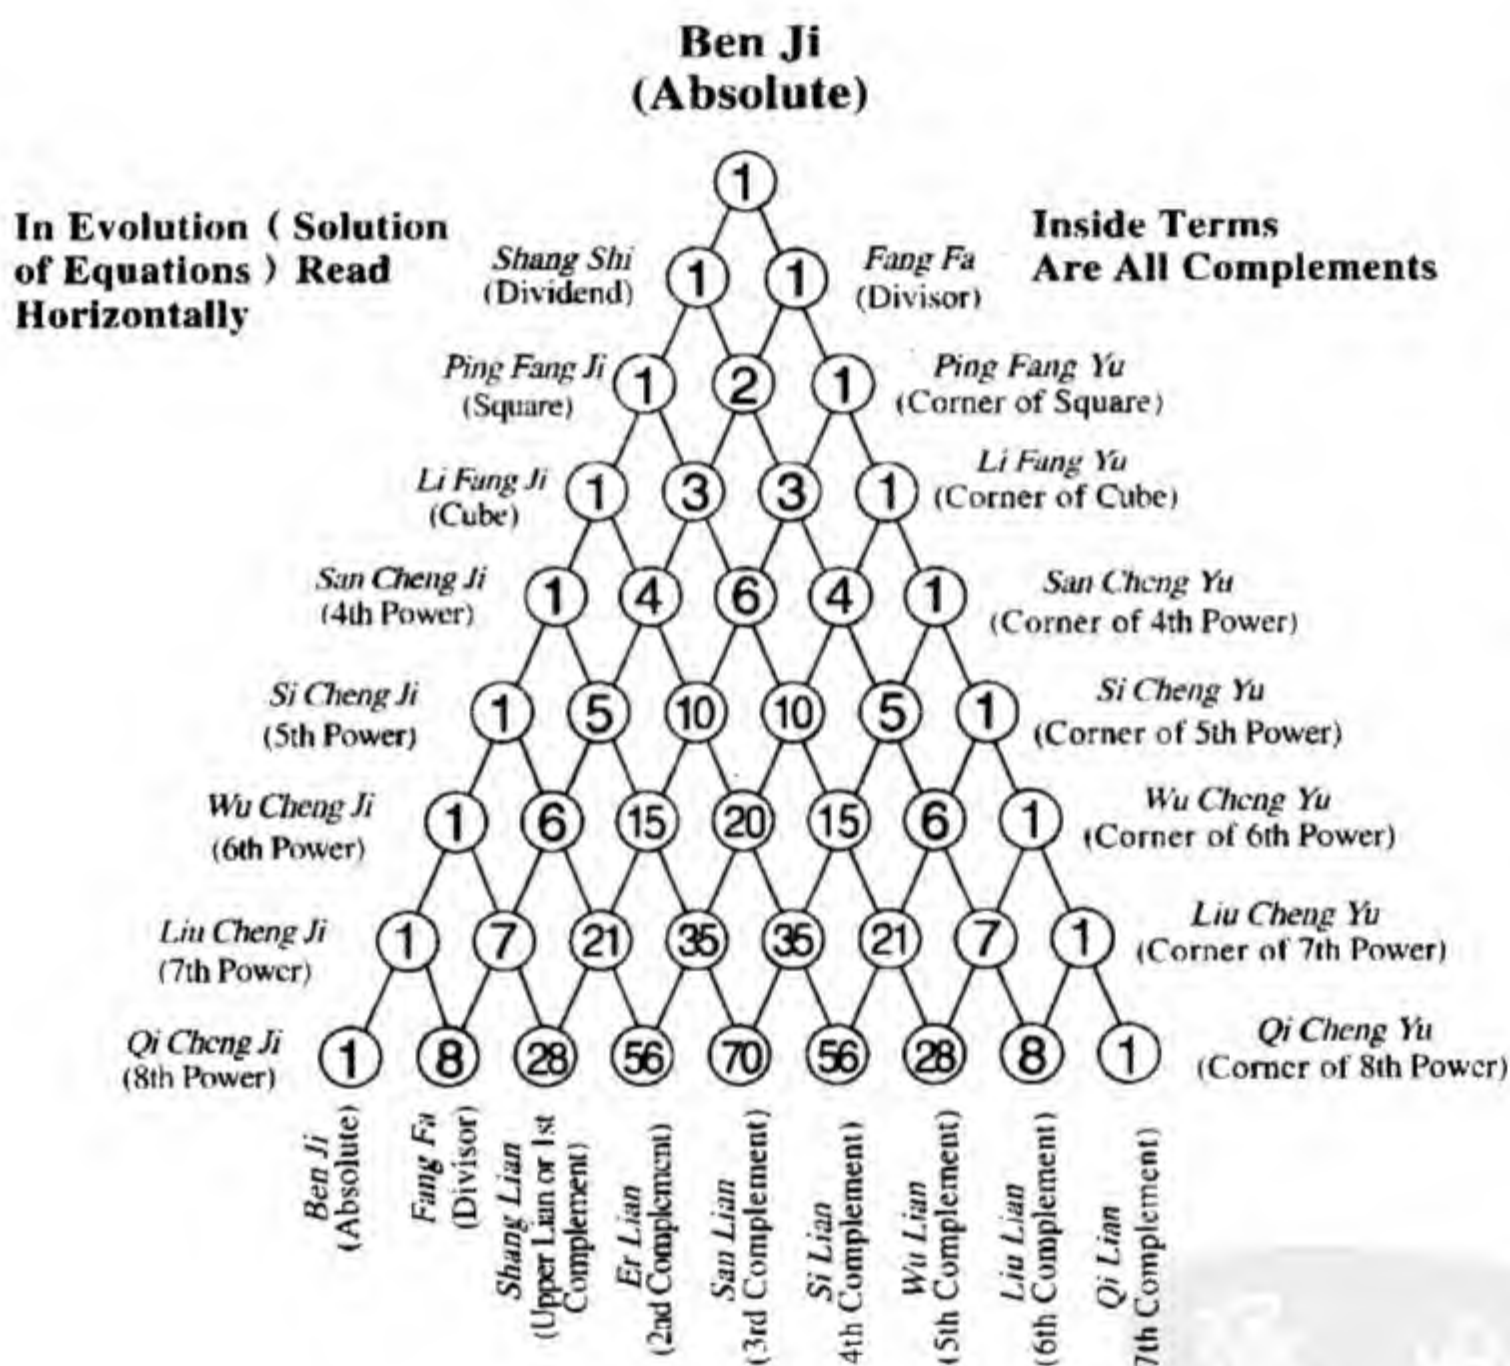 Ben Ji
(Absolute)
1
In Evolution ( Solution
of Equations ) Read
Horizontally
Inside Terms
Are All Complements
Shang Shi
(Dividend)
1 1
Fang Fa
(Divisor)
Ping Fang Ji
(Square)
1 2 1
Ping Fang Yu
(Corner of Square)
Li Fang Ji
(Cube)
1 3 3 1
Li Fang Yu
(Corner of Cube)
San Cheng Ji
(4th Power)
1 4 6 4 1
San Cheng Yu
(Corner of 4th Power)
Si Cheng Ji
(5th Power)
1 5 10 10 5 1
Si Cheng Yu
(Corner of 5th Power)
Wu Cheng Ji
(6th Power)
1 6 15 20 15 6 1
Wu Cheng Yu
(Corner of 6th Power)
Liu Cheng Ji
(7th Power)
1 7 21 35 35 21 7 1
Liu Cheng Yu
(Corner of 7th Power)
Qi Cheng Ji
(8th Power)
1 8 28 56 70 56 28 8 1
Qi Cheng Yu
(Corner of 8th Power)
Ben Ji
(Absolute)
Fang Fa
(Divisor)
Shang Lian
(Upper Lian or 1st
Complement)
Er Lian
(2nd Complement)
San Lian
(3rd Complement)
Si Lian
4th Complement)
Wu Lian
(5th Complement)
Liu Lian
(6th Complement)
Qi Lian
7th Complement)